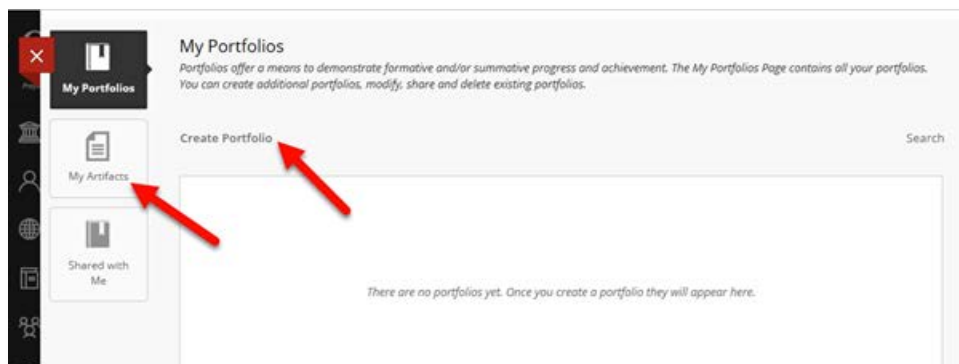 My Portfolios
My Portfolios
Portfolios offer a means to demonstrate formative and/or summative progress and achievement. The My Portfolios Page contains all your portfolios.
You can create additional portfolios, modify, share and delete existing portfolios.
Create Portfolio
Search
My Artifacts
Shared with
Me
There are no portfolios yet. Once you create a portfolio they will appear here.